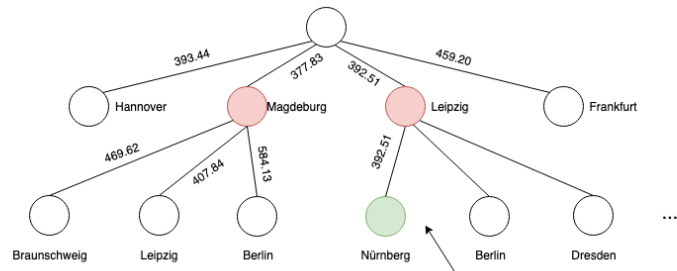 393.44
377.83
392.51
459.20
Hannover
Magdeburg
Leipzig
Frankfurt
469.62
407.84
584.13
392.51
Braunschweig
Leipzig
Berlin
Nürnberg
Berlin
Dresden
...